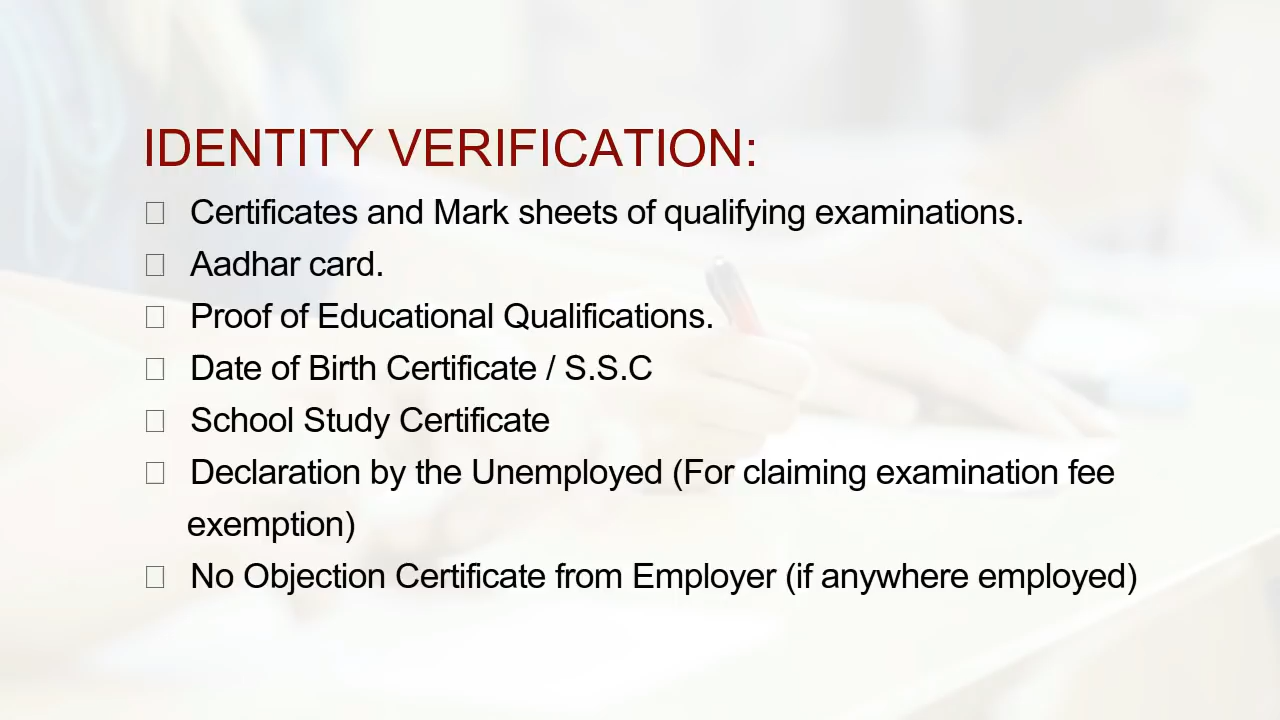 IDENTITY VERIFICATION:
□ Certificates and Mark sheets of qualifying examinations.
□ Aadhar card.
□ Proof of Educational Qualifications.
□ Date of Birth Certificate / S.S.C
□ School Study Certificate
□ Declaration by the Unemployed (For claiming examination fee
exemption)
□ No Objection Certificate from Employer (if anywhere employed)